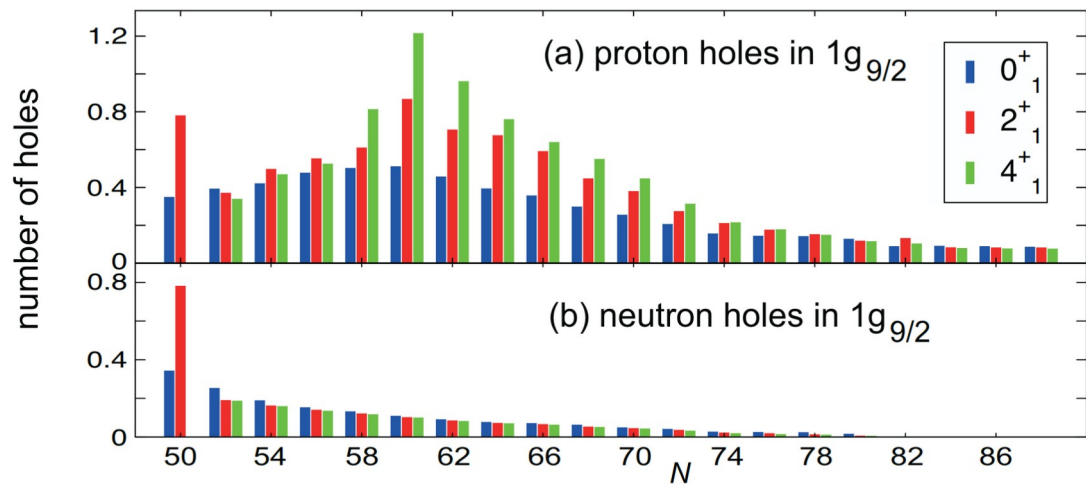 number of holes
1.2
0.8
0.4
0
(a) proton holes in 1g9/2
0+1
2+1
4+1
0.8
0.4
0
(b) neutron holes in 1g9/2
50 54 58 62 66 70 74 78 82 86
N